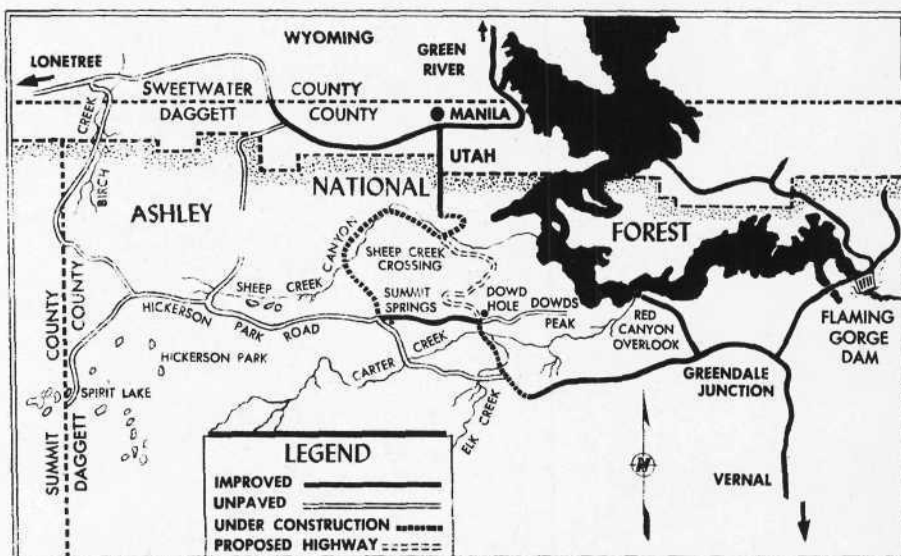 WYOMING
GREEN
RIVER
LONETREE
SWEETWATER COUNTY
DAGGETT COUNTY
MANILA
UTAH
BIRCH CREEK
NATIONAL
ASHLEY
FOREST
SHEEP CREEK CANYON
SHEEP CREEK
CROSSING
SUMMIT
SPRINGS
DOWD
HOLE
DOWDS
PEAK
HICKERSON
PARK
ROAD
RED
CANYON
OVERLOOK
FLAMING
GORGE
DAM
COUNTY
COUNTY
HICKERSON PARK
CARTER CREEK
GREENDALE
JUNCTION
SPIRIT LAKE
SUMMIT
DAGGETT
ELK CREEK
N
VERNAL
LEGEND
IMPROVED
UNPAVED
UNDER CONSTRUCTION
PROPOSED HIGHWAY